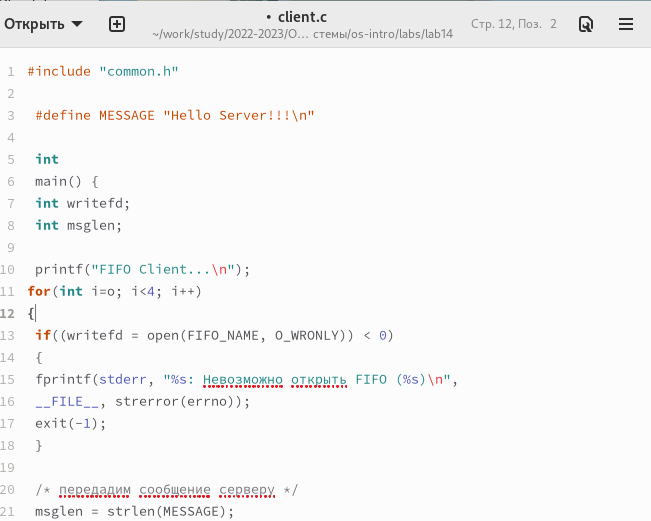 Открыть
• client.c
~/work/study/2022-2023/О... стемы/os-intro/labs/lab14
Стр. 12, Поз. 2
1 #include "common.h"
2
3 #define MESSAGE "Hello Server!!!\n"
4
5 int
6 main() {
7 int writefd;
8 int msglen;
9
10 printf("FIFO Client...\n");
11 for(int i=o; i<4; i++)
12 {
13 if((writefd = open(FIFO_NAME, O_WRONLY)) < 0)
14 {
15 fprintf(stderr, "%s: Невозможно открыть FIFO (%s)\n",
16 __FILE__, strerror(errno));
17 exit(-1);
18 }
19
20 /* передадим сообщение серверу */
21 msglen = strlen(MESSAGE);